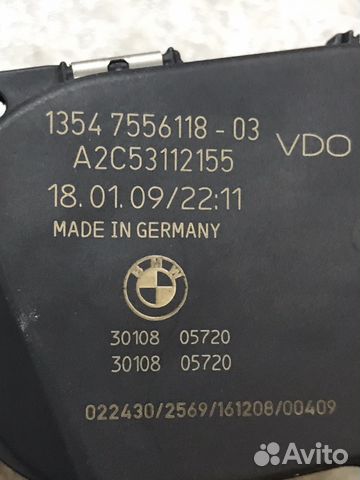 1354 7556118 - 03
VDO
A2C53112155
18.01.09/22:11
MADE IN GERMANY
BMW
30108 05720
30108 05720
022430/2569/161208/00409
Avito